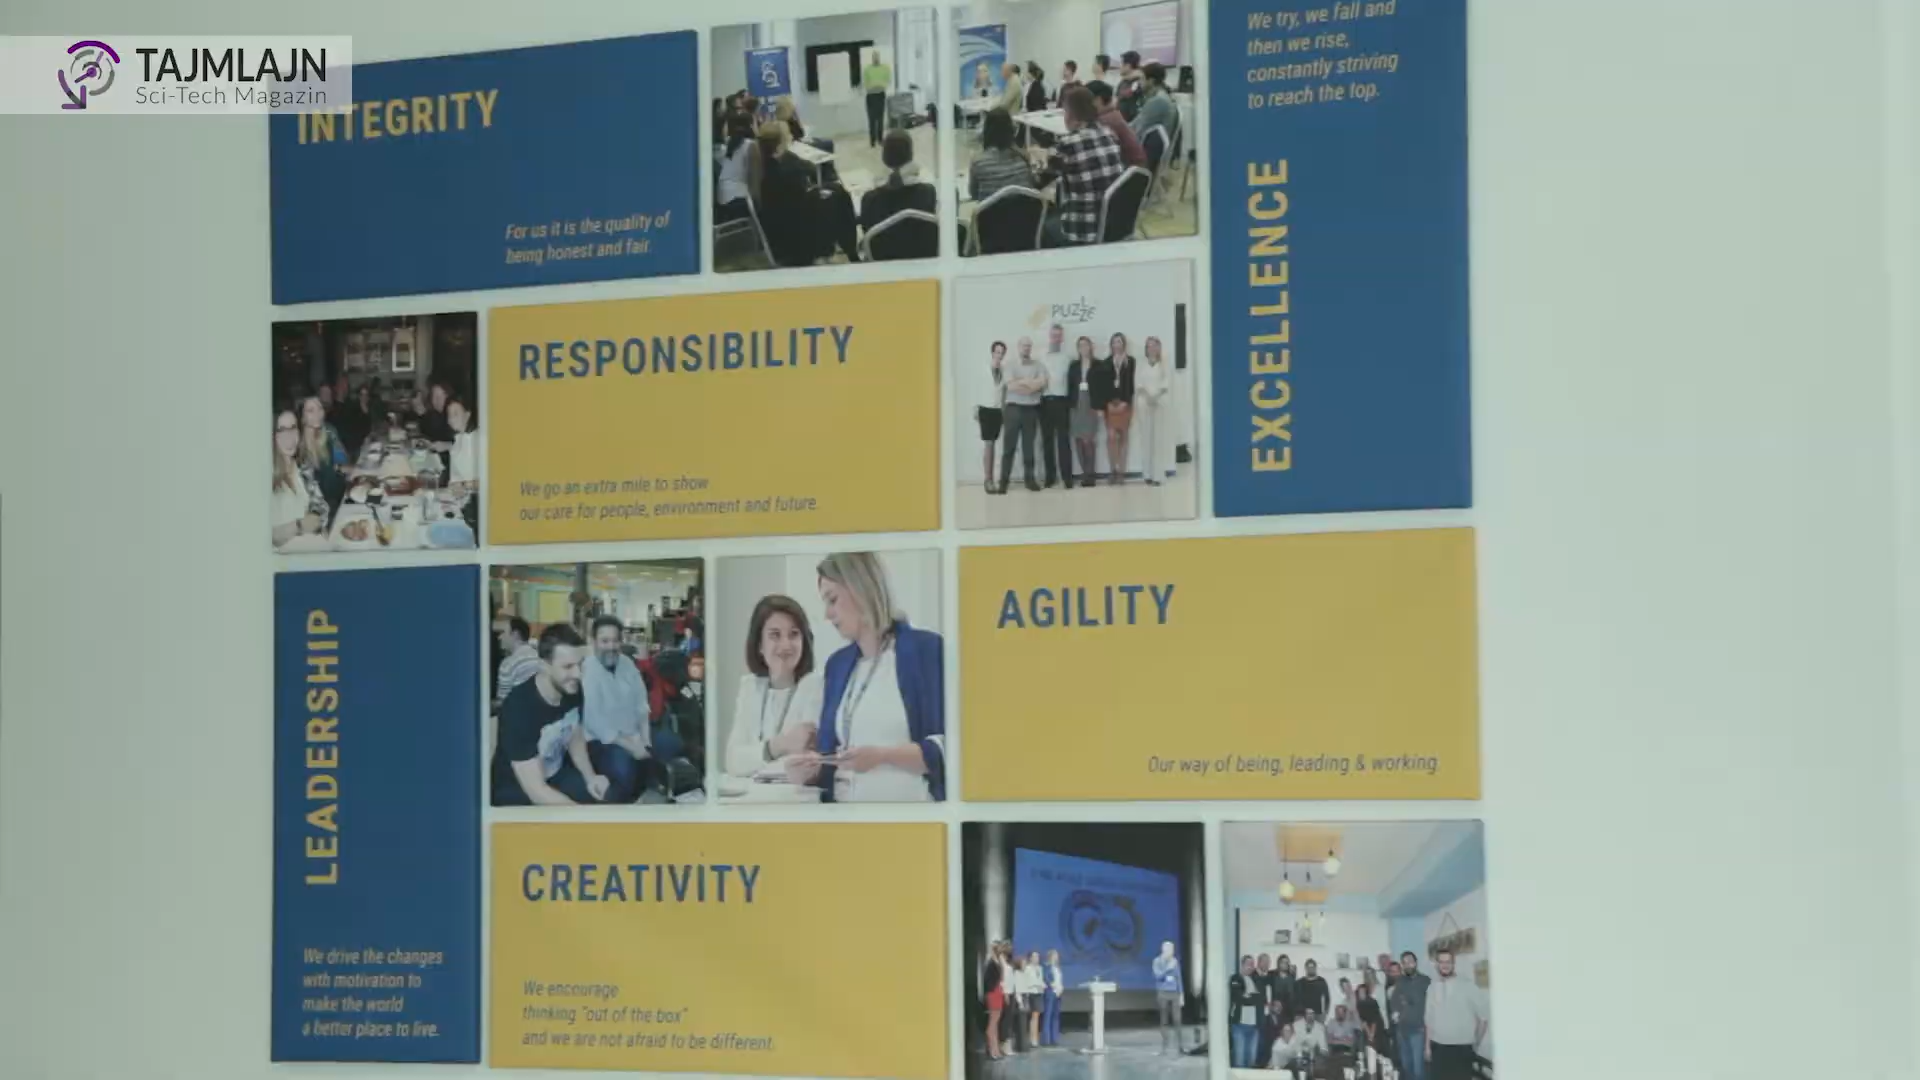 TAJMLAJN
Sci-Tech Magazin
INTEGRITY
For us it is the quality of
being honest and fair.
We try, we fall and
then we rise,
constantly striving
to reach the top.
EXCELLENCE
RESPONSIBILITY
We go an extra mile to show
our care for people, environment and future.
PUZZLE
LEADERSHIP
We drive the changes
with motivation to
make the world
a better place to live.
AGILITY
Our way of being, leading & working.
CREATIVITY
We encourage
thinking "out of the box"
and we are not afraid to be different.